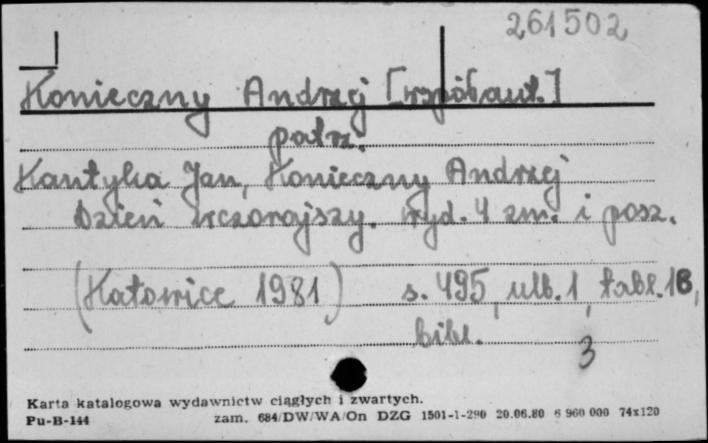 261502
Konieczny Andrzej [współaut.]
patrz.
Kantyka Jan, Konieczny Andrzej
Dzień wczorajszy. Wyd. 4 zm. i posz.
(Katowice 1981) s. 495, ulb. 1, tabl. 18,
bibl.
3
Karta katalogowa wydawnictw ciągłych i zwartych.
Pu-B-144 zam. 684/DW/WA/On DZG 1501-1-290 20.06.80 6 960 000 74x120